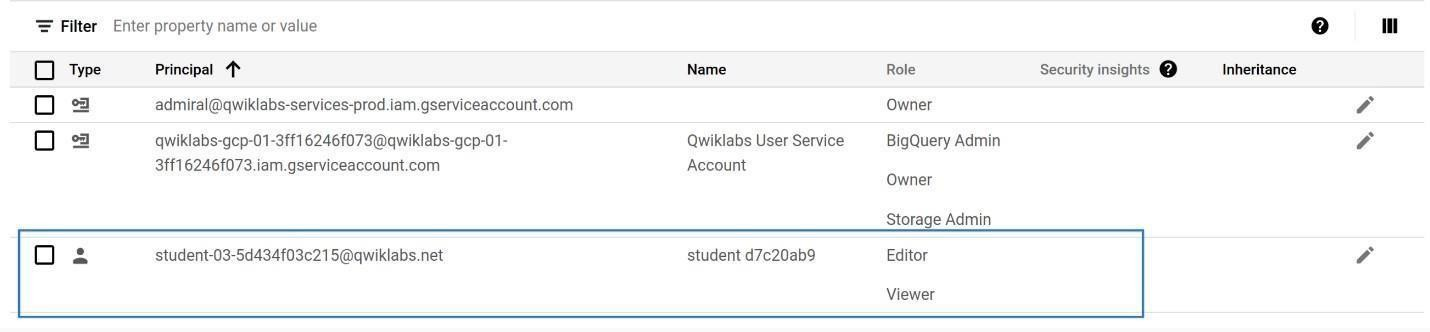 Filter Enter property name or value
Type Principal Name Role Security insights Inheritance
admiral@qwiklabs-services-prod.iam.gserviceaccount.com Owner
qwiklabs-gcp-01-3ff16246f073@qwiklabs-gcp-01- Qwiklabs User Service BigQuery Admin
3ff16246f073.iam.gserviceaccount.com Account
Owner
Storage Admin
student-03-5d434f03c215@qwiklabs.net student d7c20ab9 Editor
Viewer